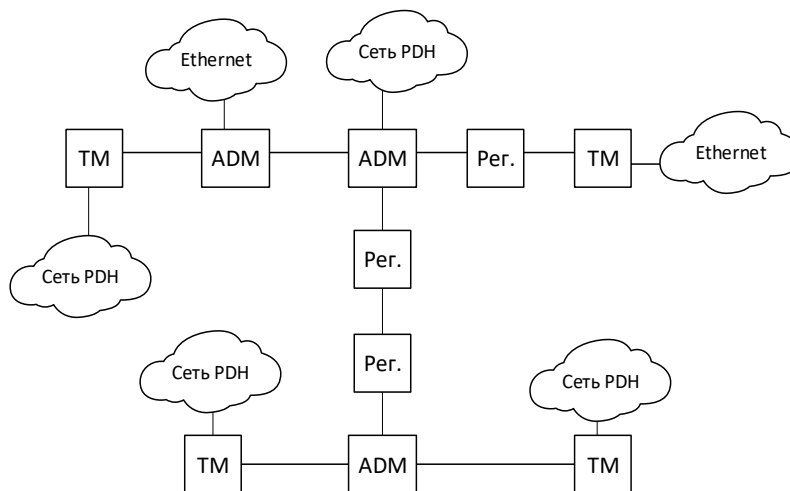 Ethernet
Сеть PDH
TM
ADM
ADM
Рег.
TM
Ethernet
Сеть PDH
Рег.
Рег.
Сеть PDH
Сеть PDH
TM
ADM
TM